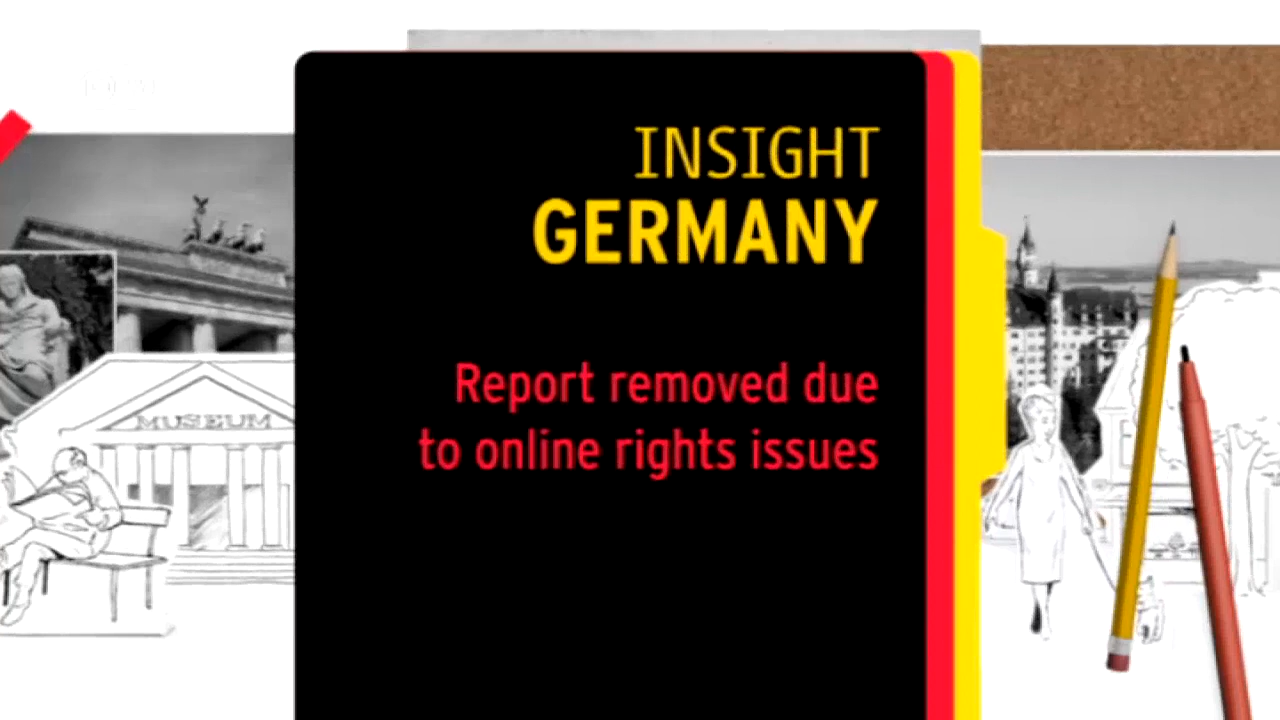 INSIGHT
GERMANY
Report removed due
to online rights issues
MUSEUM